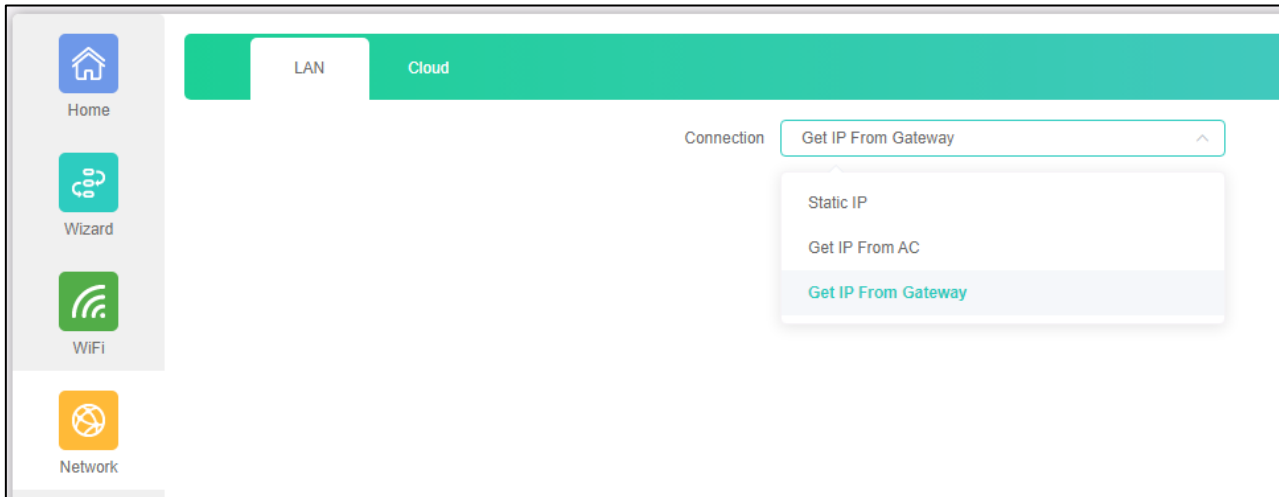 Home
Wizard
WiFi
Network
LAN Cloud
Connection Get IP From Gateway
Static IP
Get IP From AC
Get IP From Gateway